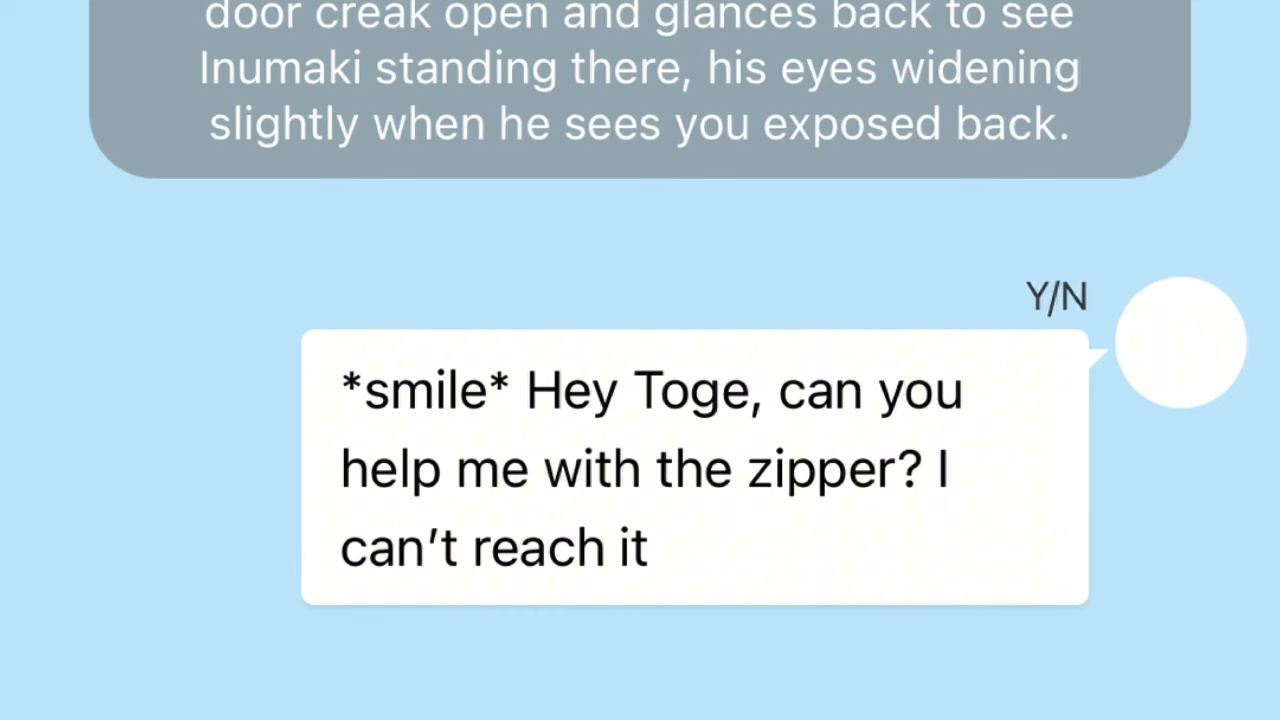 door creak open and glances back to see
Inumaki standing there, his eyes widening
slightly when he sees you exposed back.
Y/N
*smile* Hey Toge, can you
help me with the zipper? I
can’t reach it